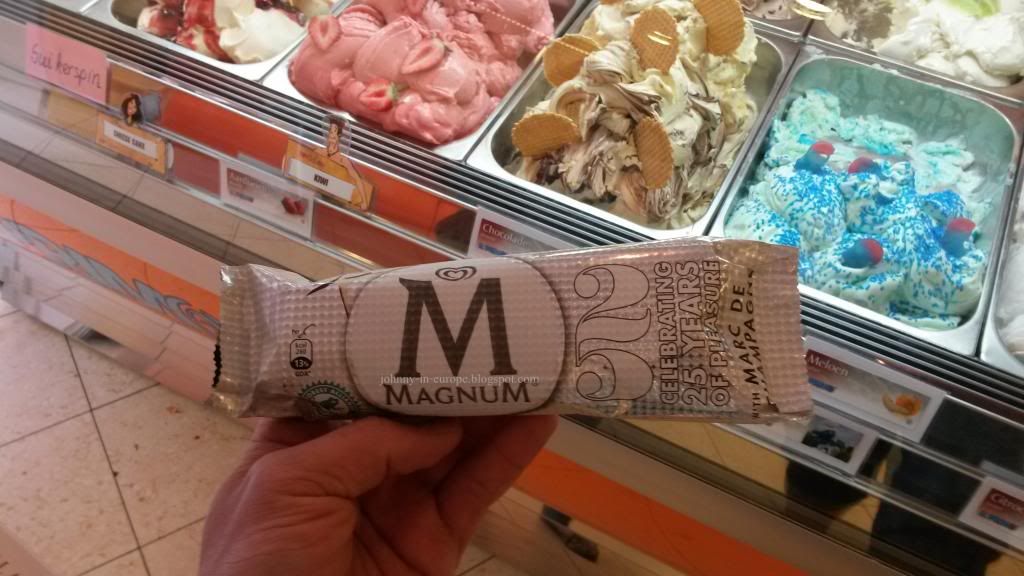 KIWI
Chocolade
Meloen
M
MAGNUM
johnny-in-europe.blogspot.com
25
CELEBRATING
25 YEARS
OF PLEASURE
WITH MARC DE
CHAMPAGNE